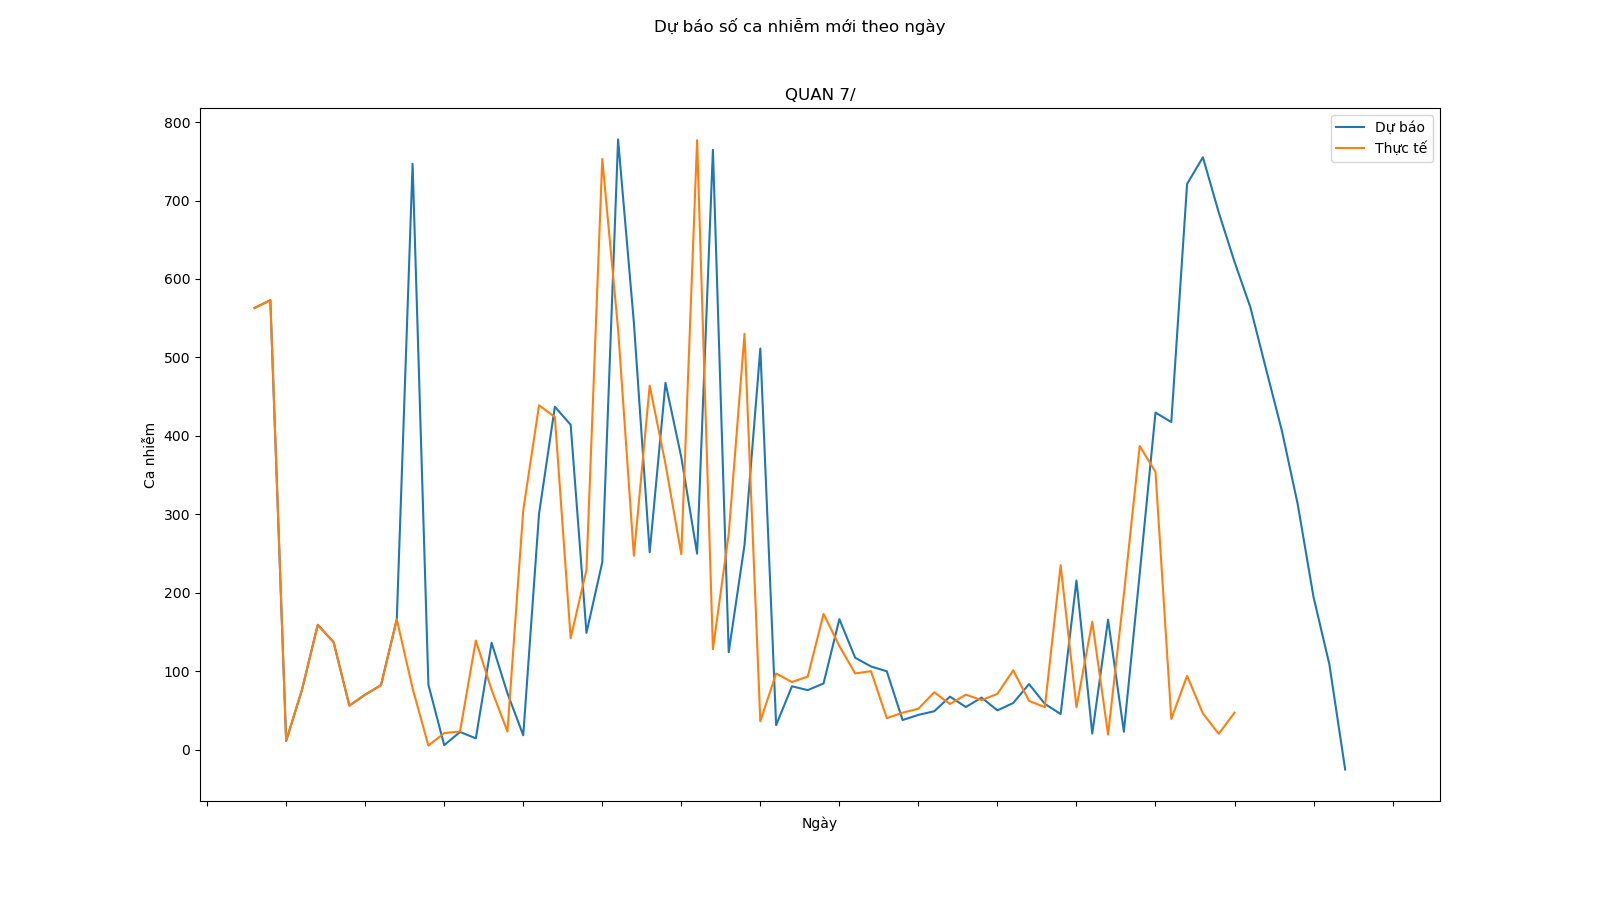 Dự báo số ca nhiễm mới theo ngày
QUAN 7/
Dự báo
Thực tế
800
700
600
500
400
300
200
100
0
Ca nhiễm
Ngày